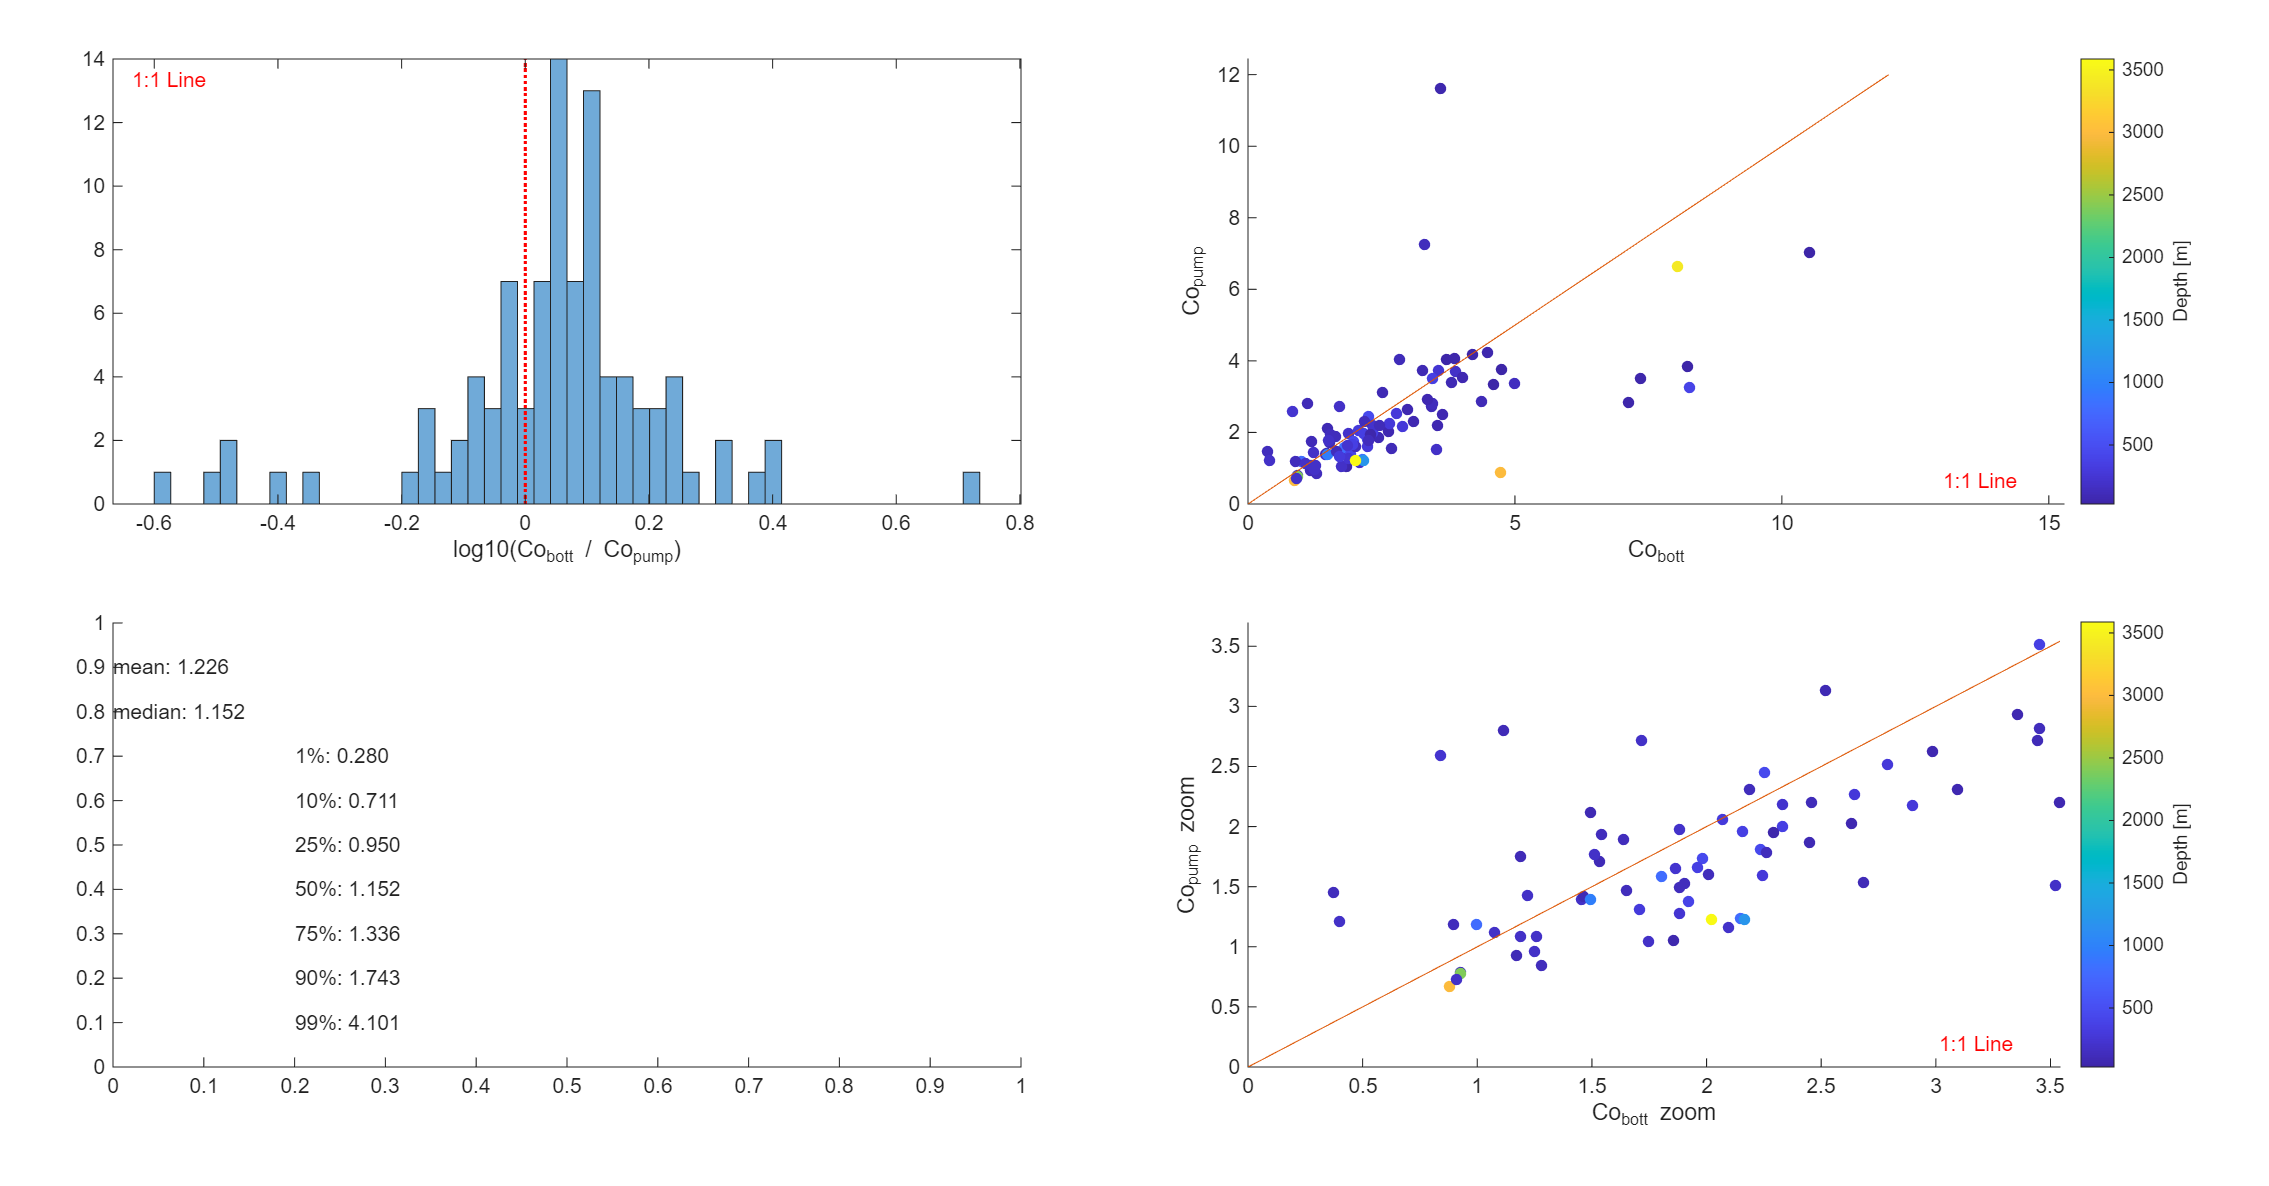 14
12
10
8
6
4
2
0
1:1 Line
-0.6 -0.4 -0.2 0 0.2 0.4 0.6 0.8
log10(Co_bott / Co_pump)
12
10
8
6
4
2
0
Co_pump
1:1 Line
0 5 10 15
Co_bott
3500
3000
2500
2000
1500
1000
500
Depth [m]
1
0.9 mean: 1.226
0.8 median: 1.152
0.7 1%: 0.280
0.6 10%: 0.711
0.5 25%: 0.950
0.4 50%: 1.152
0.3 75%: 1.336
0.2 90%: 1.743
0.1 99%: 4.101
0
0 0.1 0.2 0.3 0.4 0.5 0.6 0.7 0.8 0.9 1
3.5
3
2.5
2
1.5
1
0.5
0
Co_pump zoom
1:1 Line
0 0.5 1 1.5 2 2.5 3 3.5
Co_bott zoom
3500
3000
2500
2000
1500
1000
500
Depth [m]